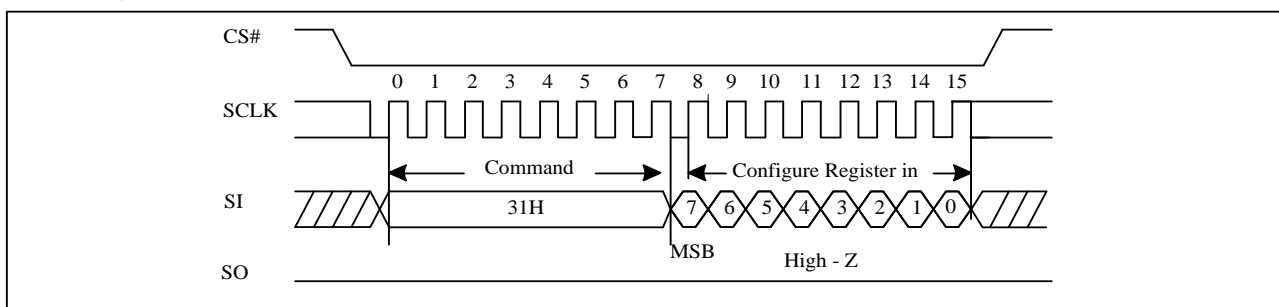 CS#
0 1 2 3 4 5 6 7 8 9 10 11 12 13 14 15
SCLK
Command Configure Register in
SI 31H 7 6 5 4 3 2 1 0
MSB High - Z
SO